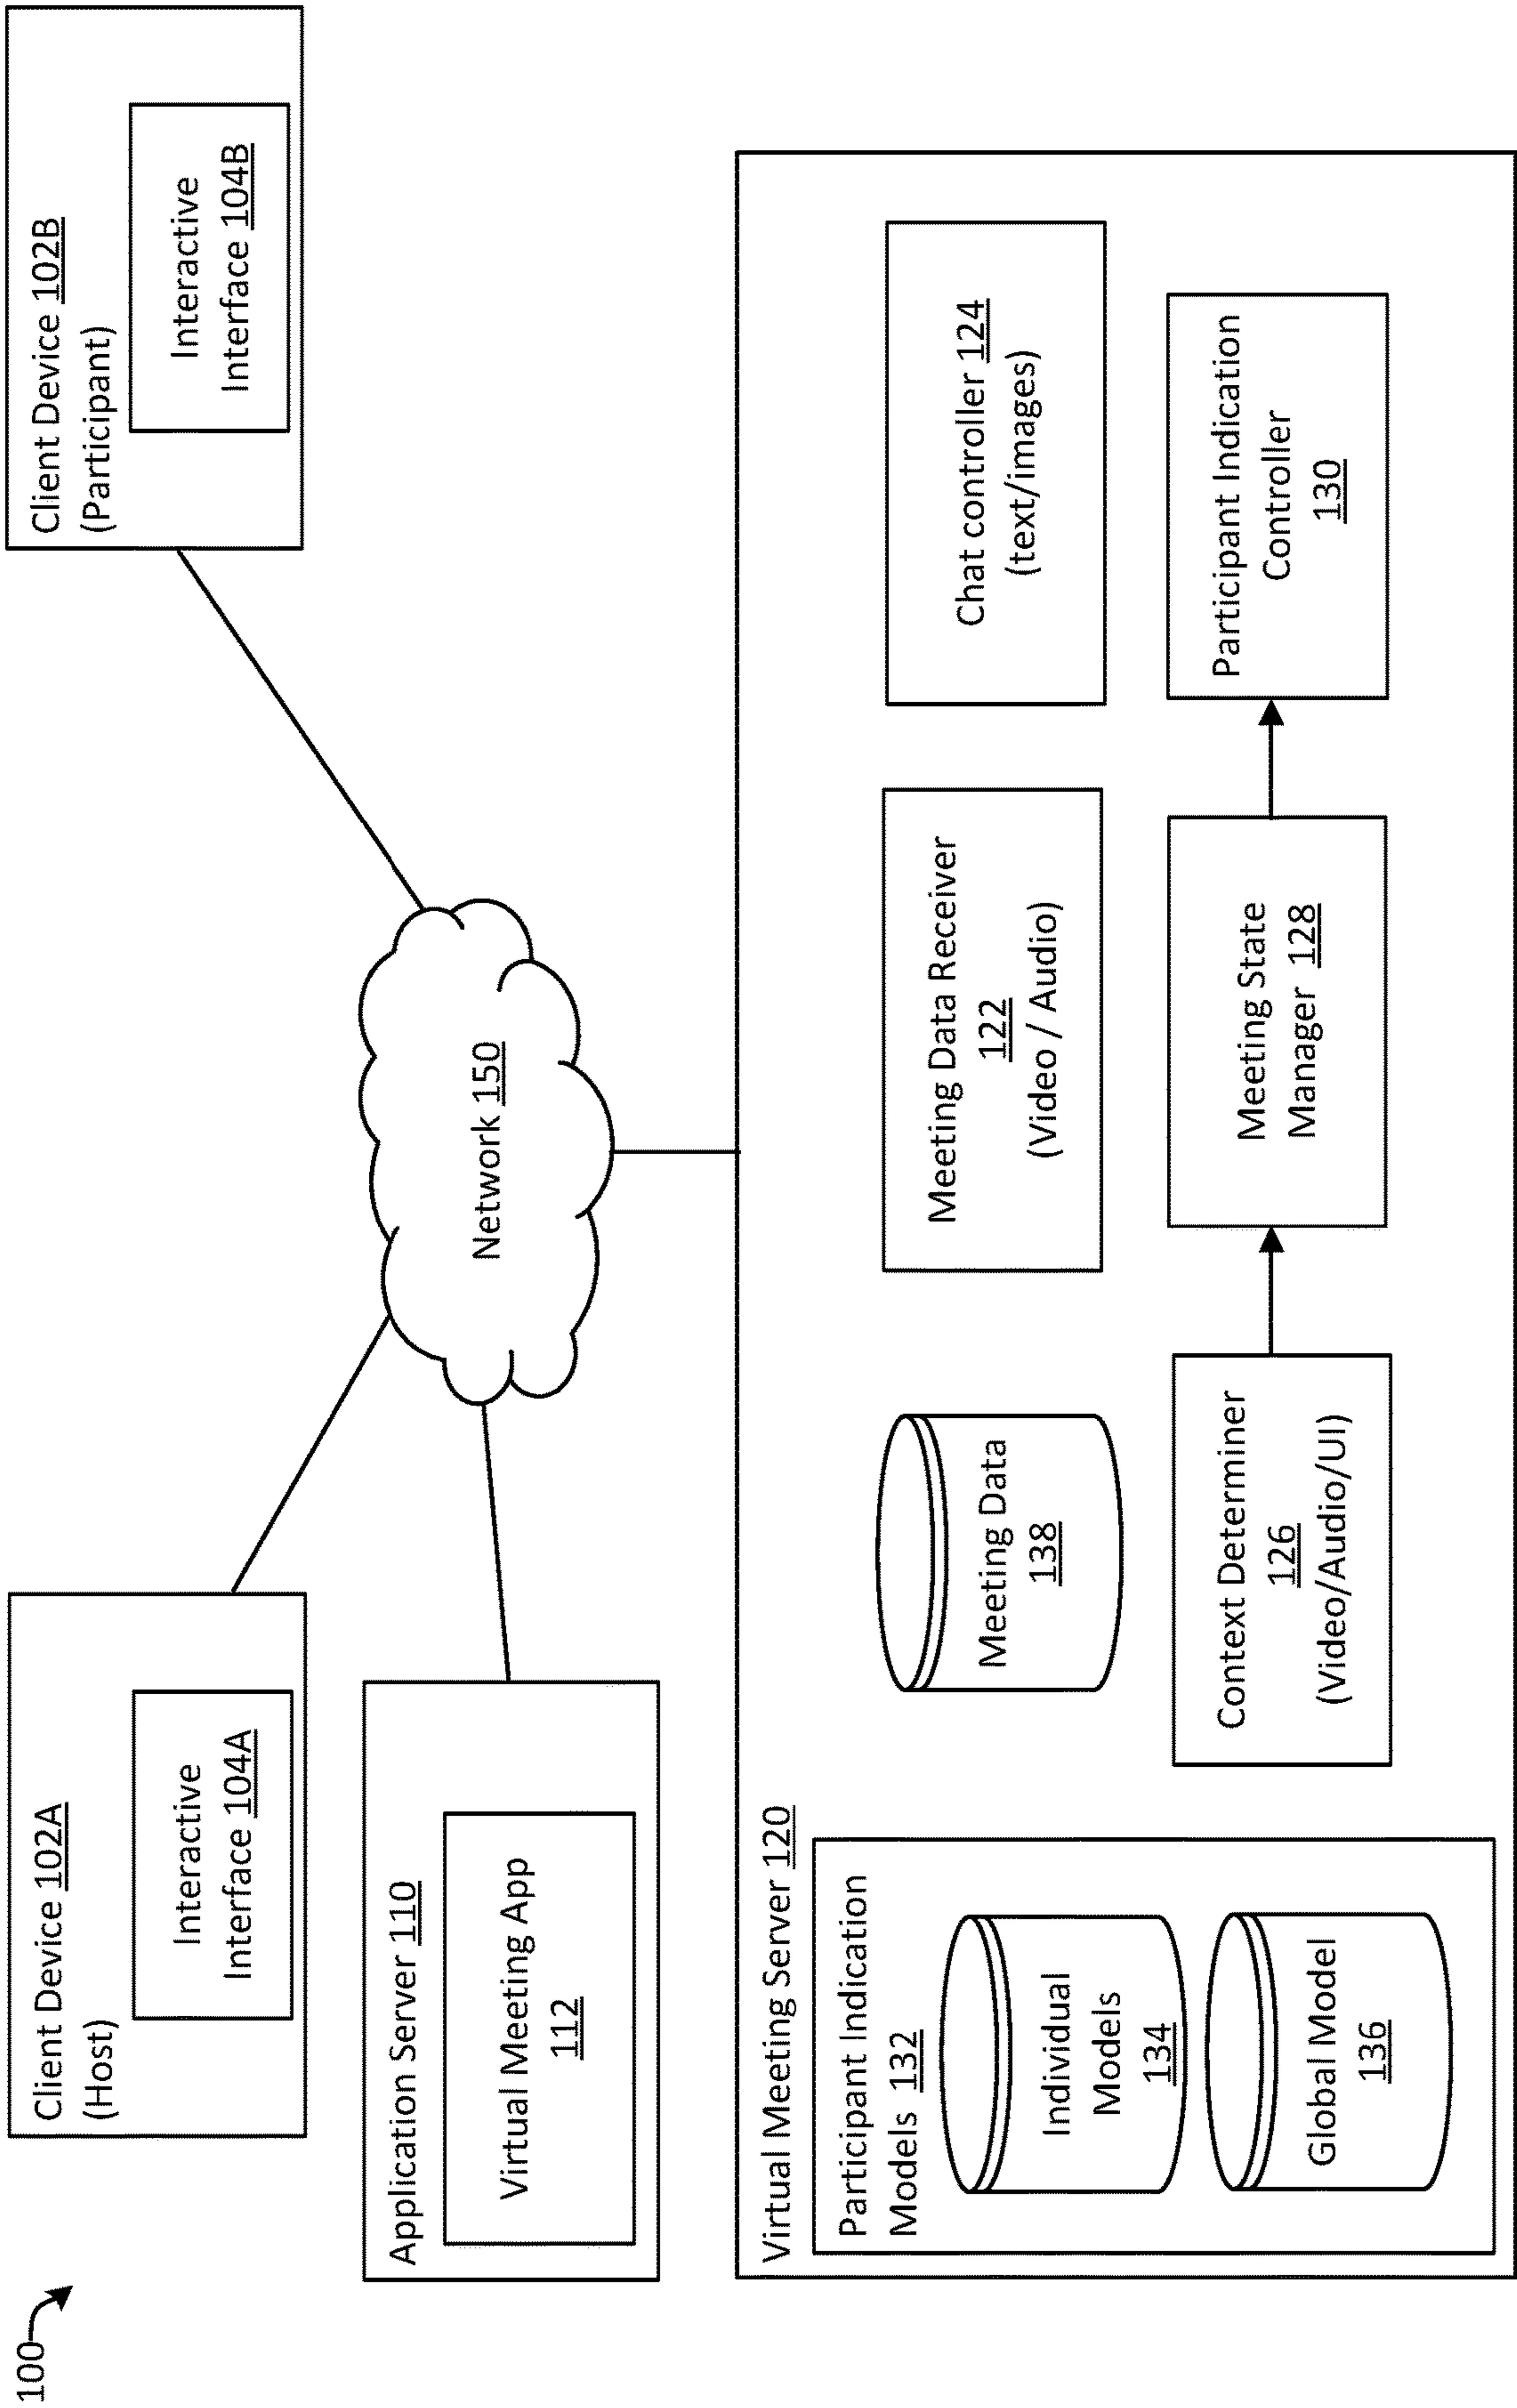 100
Client Device 102A
(Host)
Interactive
Interface 104A
Client Device 102B
(Participant)
Interactive
Interface 104B
Application Server 110
Virtual Meeting App
112
Network 150
Virtual Meeting Server 120
Participant Indication
Models 132
Individual
Models
134
Global Model
136
Meeting Data
138
Meeting Data Receiver
122
(Video / Audio)
Chat controller 124
(text/images)
Context Determiner
126
(Video/Audio/UI)
Meeting State
Manager 128
Participant Indication
Controller
130